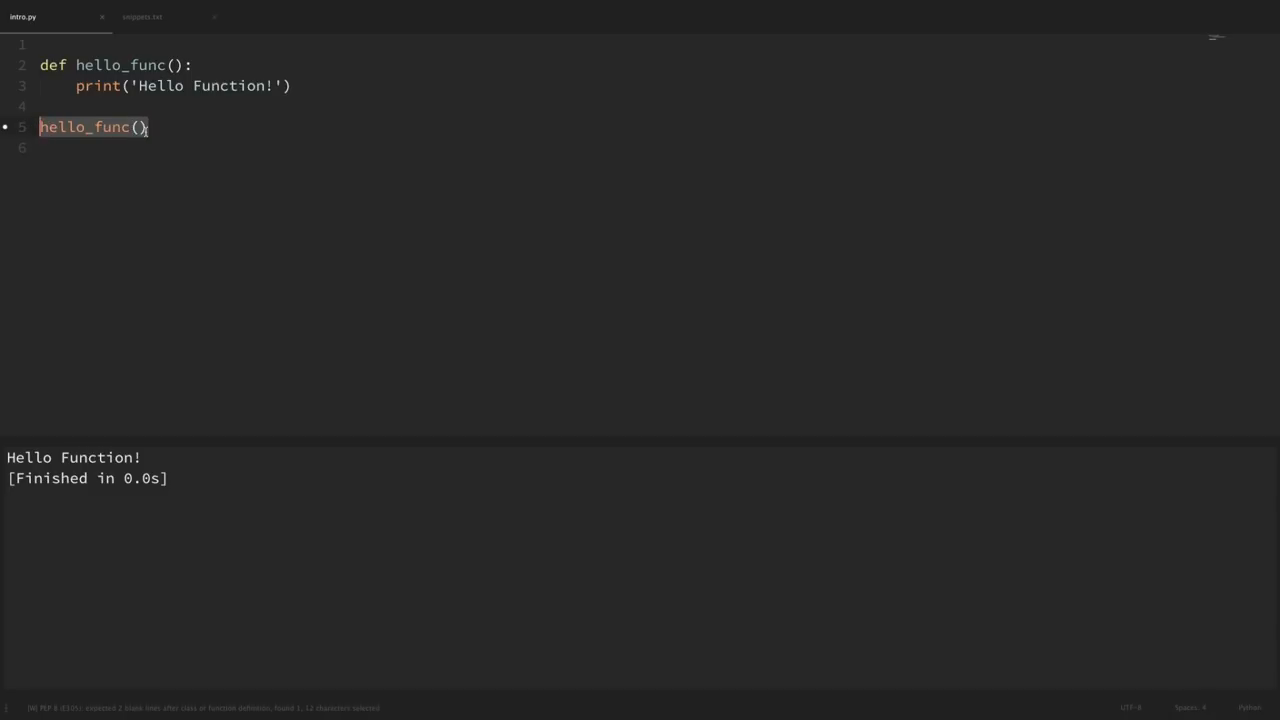 intro.py × snippets.txt ×
1
2 def hello_func():
3 print('Hello Function!')
4
5 hello_func()
6
Hello Function!
[Finished in 0.0s]
[W] PEP 8 (E305): expected 2 blank lines after class or function definition, found 1, 12 characters selected UTF-8 Spaces: 4 Python